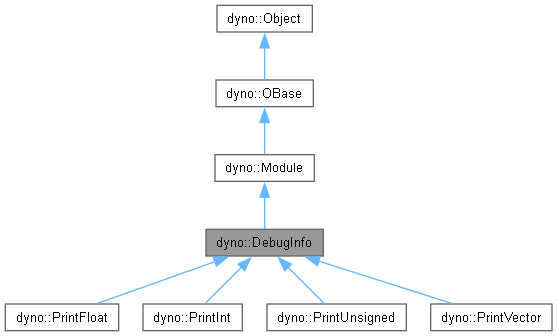 dyno::Object
dyno::OBase
dyno::Module
dyno::DebugInfo
dyno::PrintFloat
dyno::PrintInt
dyno::PrintUnsigned
dyno::PrintVector